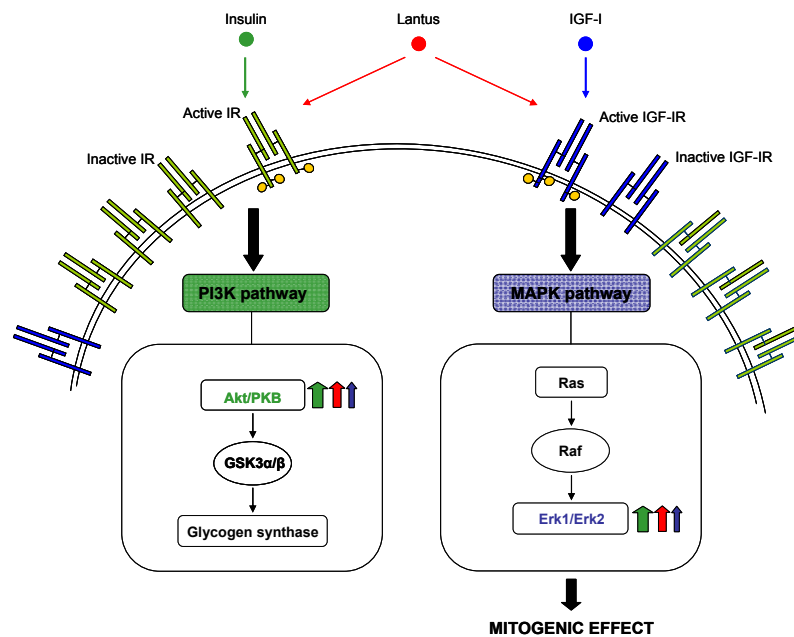 Insulin
Lantus
IGF-I
Active IR
Active IGF-IR
Inactive IR
Inactive IGF-IR
PI3K pathway
MAPK pathway
Akt/PKB
Ras
GSK3α/β
Raf
Glycogen synthase
Erk1/Erk2
MITOGENIC EFFECT